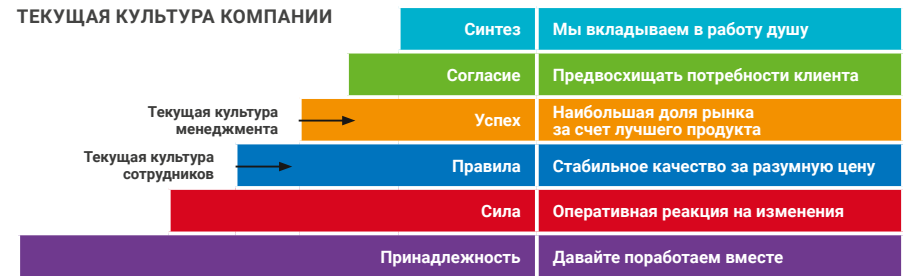 ТЕКУЩАЯ КУЛЬТУРА КОМПАНИИ
Синтез
Мы вкладываем в работу душу
Согласие
Предвосхищать потребности клиента
Текущая культура
менеджмента
Успех
Наибольшая доля рынка
за счет лучшего продукта
Текущая культура
сотрудников
Правила
Стабильное качество за разумную цену
Сила
Оперативная реакция на изменения
Принадлежность
Давайте поработаем вместе